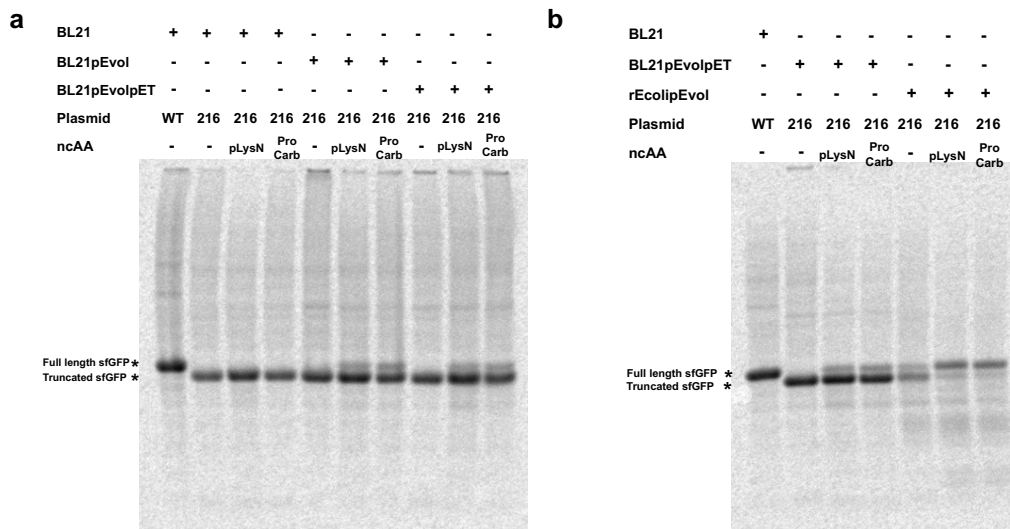 a
BL21 + + + + - - - - - -
BL21pEvol - - - - + + + - - -
BL21pEvolpET - - - - - - - + + +
Plasmid WT 216 216 216 216 216 216 216 216 216
ncAA - - pLysN Pro Carb - pLysN Pro Carb - pLysN Pro Carb
Full length sfGFP *
Truncated sfGFP *
b
BL21 + - - - - - -
BL21pEvolpET - + + + - - -
rEcolipEvol - - - - + + +
Plasmid WT 216 216 216 216 216 216
ncAA - - pLysN Pro Carb - pLysN Pro Carb
Full length sfGFP *
Truncated sfGFP *